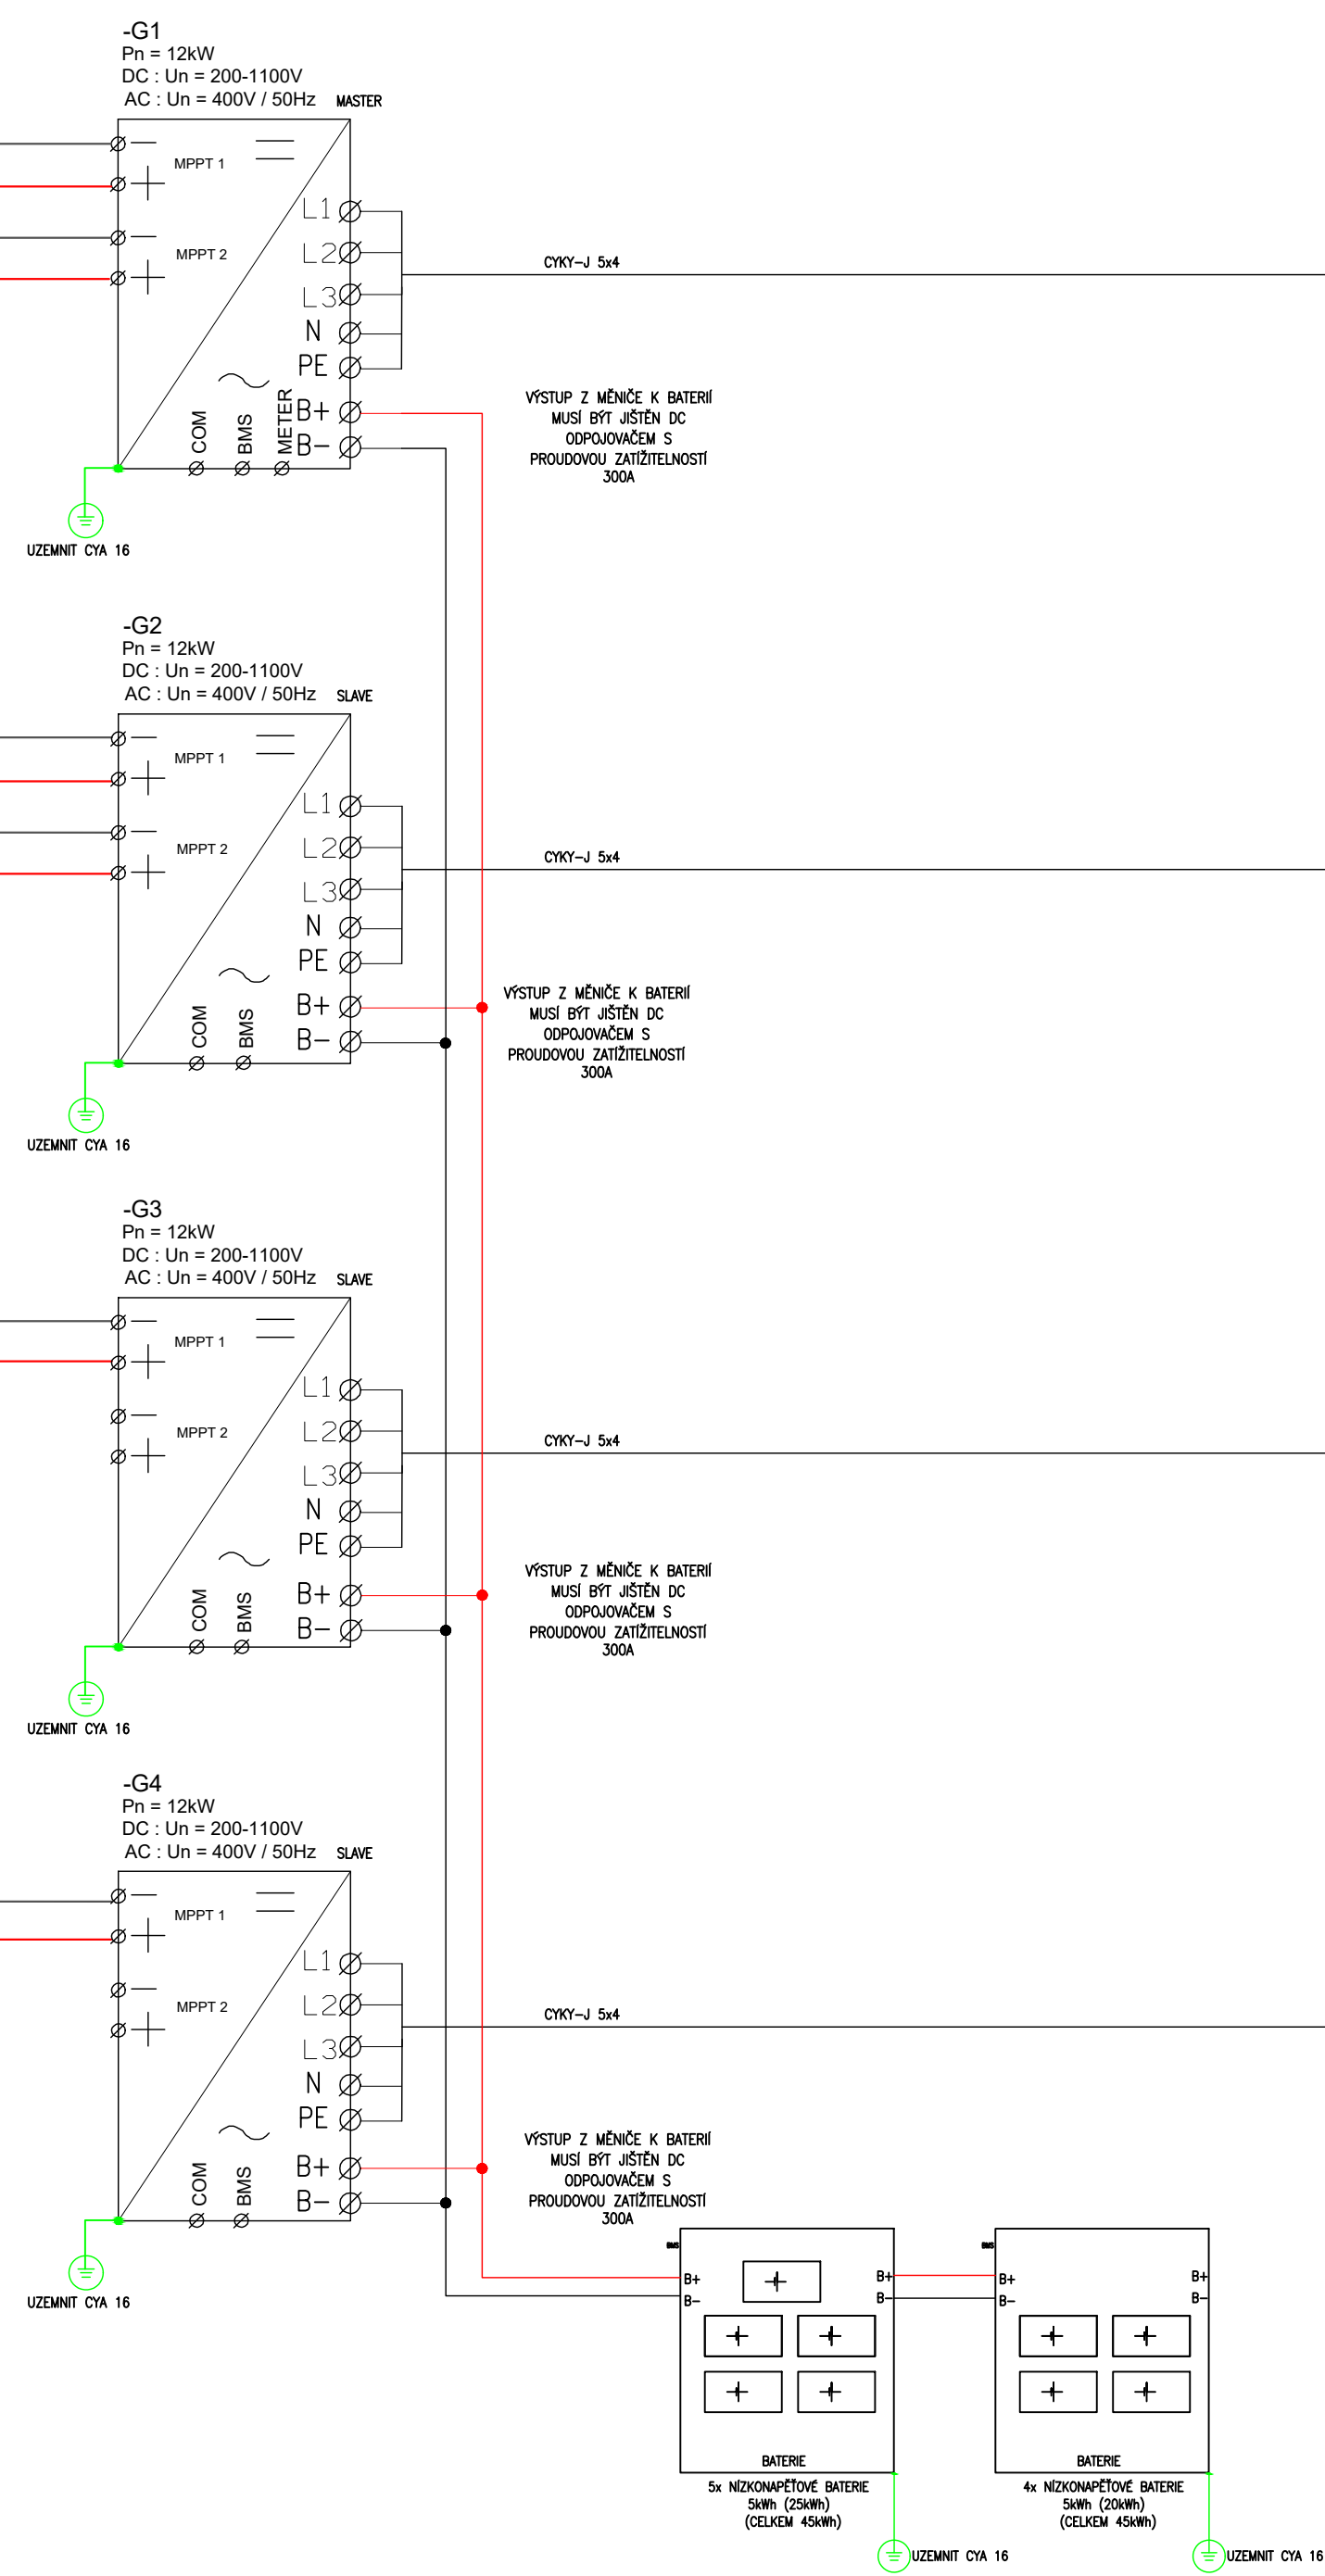 -G1
Pn = 12kW
DC : Un = 200-1100V
AC : Un = 400V / 50Hz MASTER
MPPT 1
MPPT 2
L1
L2
L3
N
PE
B+
B-
COM
BMS
METER
CYKY-J 5x4
VÝSTUP Z MĚNIČE K BATERIÍ
MUSÍ BÝT JIŠTĚN DC
ODPOJOVAČEM S
PROUDOVOU ZATÍŽITELNOSTÍ
300A
UZEMNIT CYA 16
-G2
Pn = 12kW
DC : Un = 200-1100V
AC : Un = 400V / 50Hz SLAVE
MPPT 1
MPPT 2
L1
L2
L3
N
PE
B+
B-
COM
BMS
CYKY-J 5x4
VÝSTUP Z MĚNIČE K BATERIÍ
MUSÍ BÝT JIŠTĚN DC
ODPOJOVAČEM S
PROUDOVOU ZATÍŽITELNOSTÍ
300A
UZEMNIT CYA 16
-G3
Pn = 12kW
DC : Un = 200-1100V
AC : Un = 400V / 50Hz SLAVE
MPPT 1
MPPT 2
L1
L2
L3
N
PE
B+
B-
COM
BMS
CYKY-J 5x4
VÝSTUP Z MĚNIČE K BATERIÍ
MUSÍ BÝT JIŠTĚN DC
ODPOJOVAČEM S
PROUDOVOU ZATÍŽITELNOSTÍ
300A
UZEMNIT CYA 16
-G4
Pn = 12kW
DC : Un = 200-1100V
AC : Un = 400V / 50Hz SLAVE
MPPT 1
MPPT 2
L1
L2
L3
N
PE
B+
B-
COM
BMS
CYKY-J 5x4
VÝSTUP Z MĚNIČE K BATERIÍ
MUSÍ BÝT JIŠTĚN DC
ODPOJOVAČEM S
PROUDOVOU ZATÍŽITELNOSTÍ
300A
UZEMNIT CYA 16
BMS
B+
B-
B+
B-
BATERIE
5x NÍZKONAPĚŤOVÉ BATERIE
5kWh (25kWh)
(CELKEM 45kWh)
UZEMNIT CYA 16
BMS
B+
B-
B+
B-
BATERIE
4x NÍZKONAPĚŤOVÉ BATERIE
5kWh (20kWh)
(CELKEM 45kWh)
UZEMNIT CYA 16